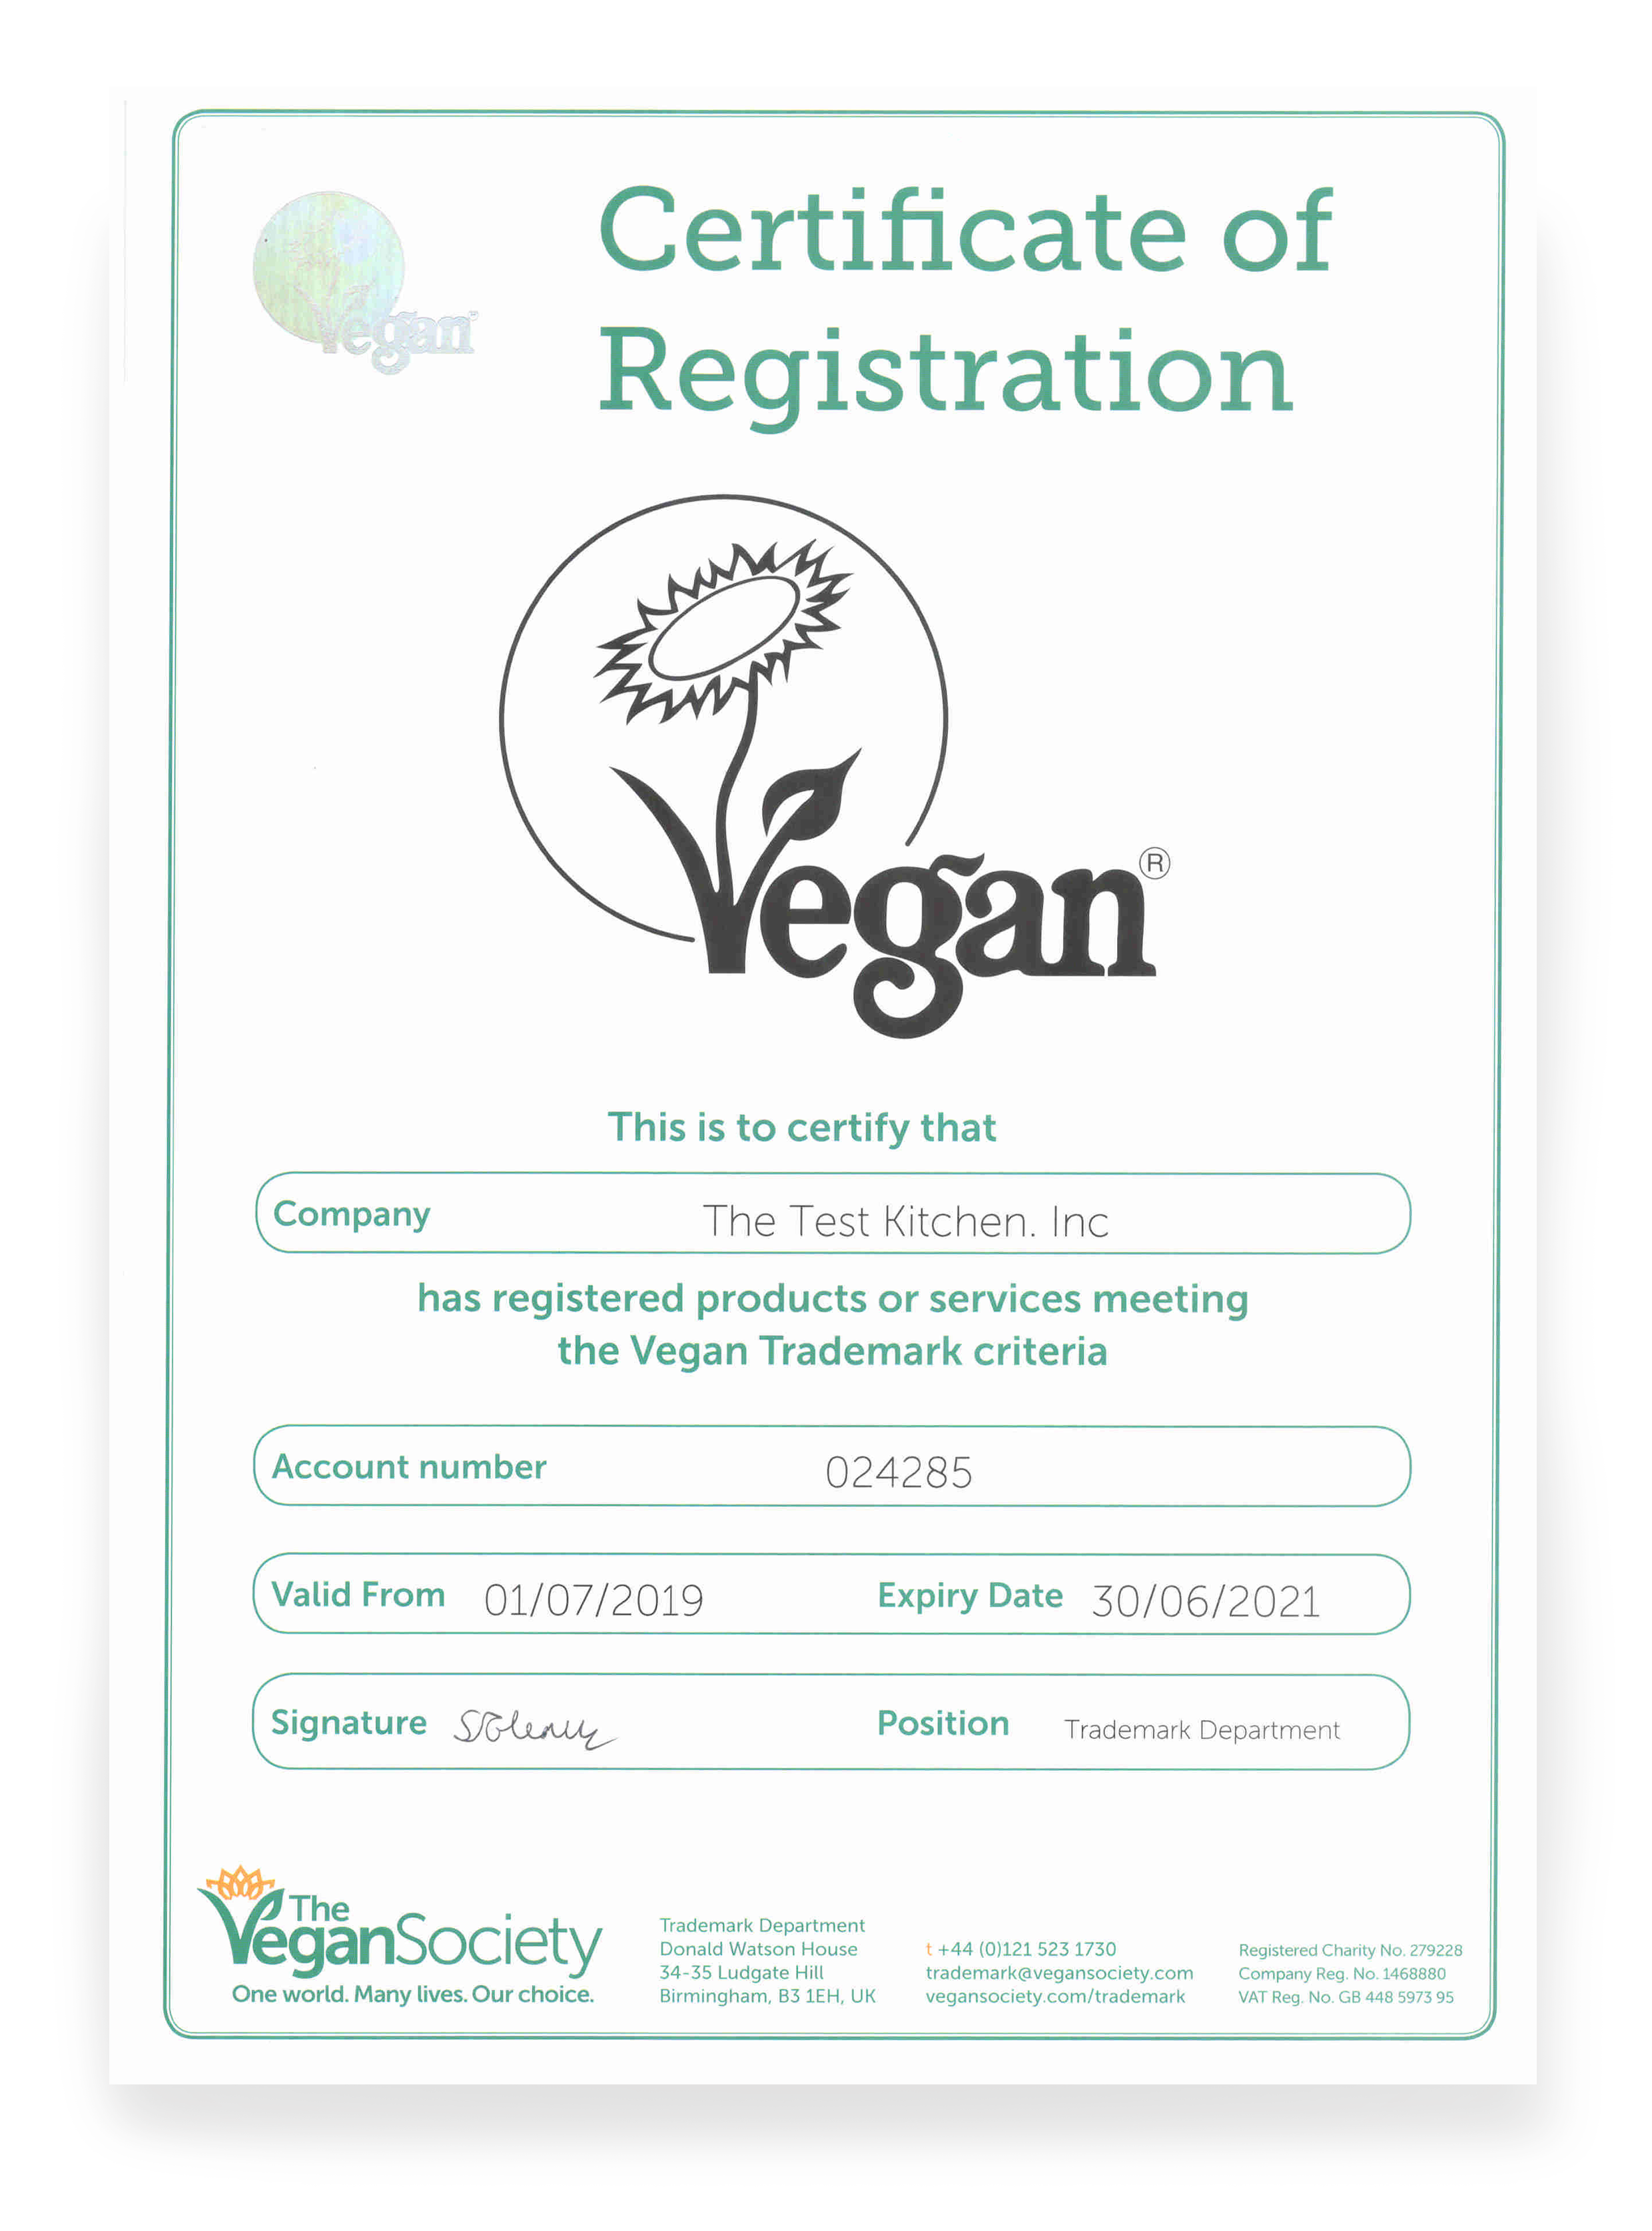 Vegan
Certificate of
Registration
Vegan®
This is to certify that
Company The Test Kitchen. Inc
has registered products or services meeting
the Vegan Trademark criteria
Account number 024285
Valid From 01/07/2019 Expiry Date 30/06/2021
Signature Position Trademark Department
The
VeganSociety
One world. Many lives. Our choice.
Trademark Department
Donald Watson House
34-35 Ludgate Hill
Birmingham, B3 1EH, UK
t +44 (0)121 523 1730
trademark@vegansociety.com
vegansociety.com/trademark
Registered Charity No. 279228
Company Reg. No. 1468880
VAT Reg. No. GB 448 5973 95